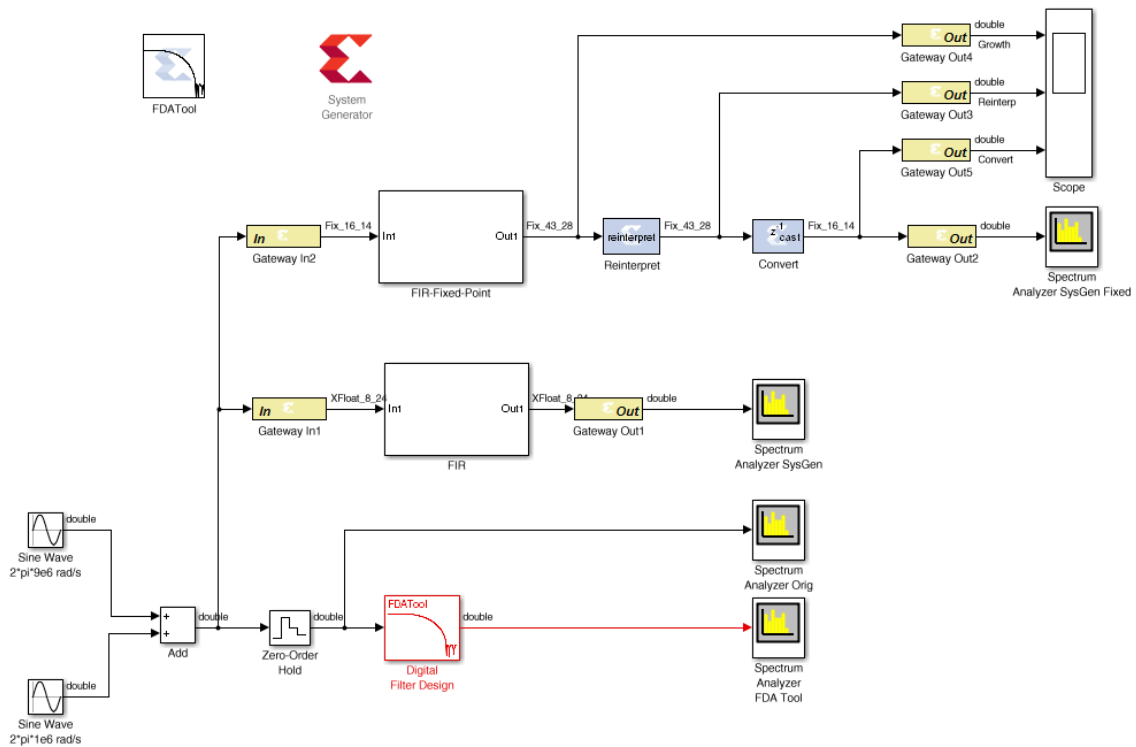 FDATool
System
Generator
Out
double
Growth
Gateway Out4
Out
double
Reinterp
Gateway Out3
Out
double
Convert
Gateway Out5
Scope
In
Gateway In2
Fix_16_14
In1
Out1
FIR-Fixed-Point
Fix_43_28
reinterpret
Reinterpret
Fix_43_28
z-1
cast
Convert
Fix_16_14
Out
Gateway Out2
double
Spectrum
Analyzer SysGen Fixed
In
Gateway In1
XFloat_8_24
In1
Out1
FIR
XFloat_8_24
Out
Gateway Out1
double
Spectrum
Analyzer SysGen
double
Sine Wave
2*pi*9e6 rad/s
Spectrum
Analyzer Orig
+
+
Add
double
Zero-Order
Hold
double
FDATool
Digital
Filter Design
double
Spectrum
Analyzer
FDA Tool
double
Sine Wave
2*pi*1e6 rad/s